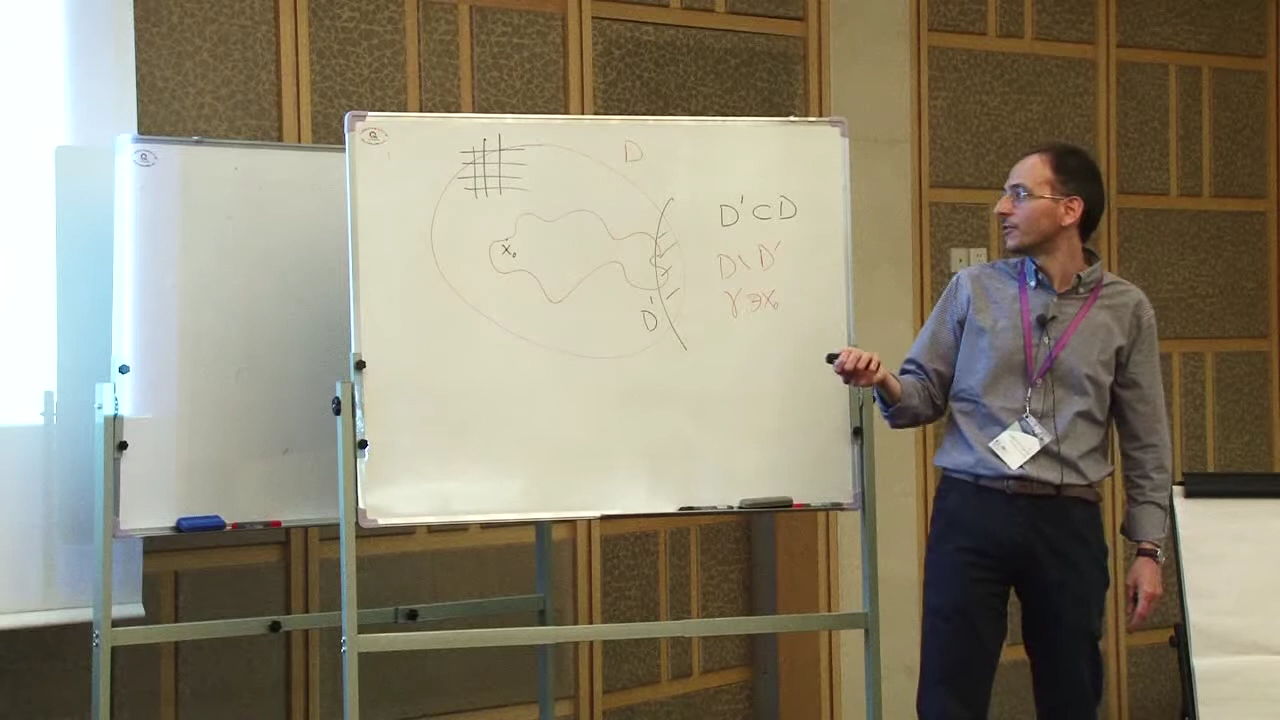 D
x₀
D'
D' ⊂ D
D \ D'
γ ∋ x₀